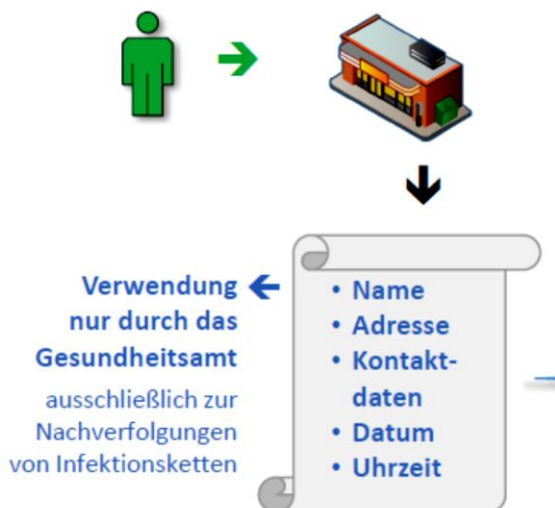 Verwendung
nur durch das
Gesundheitsamt
ausschließlich zur
Nachverfolgungen
von Infektionsketten
• Name
• Adresse
• Kontakt-
daten
• Datum
• Uhrzeit